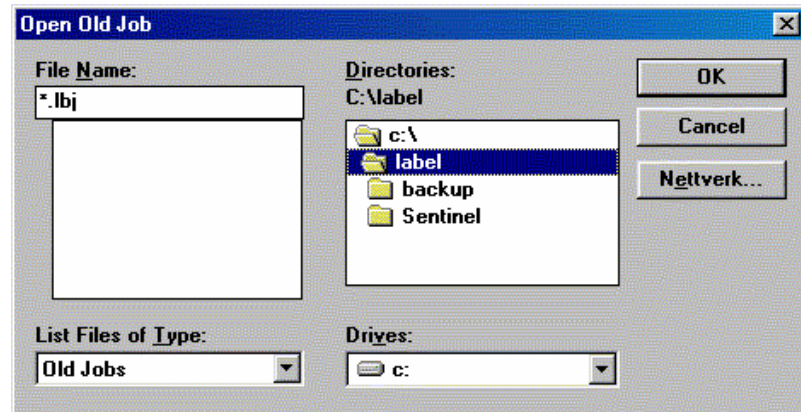 Open Old Job
File Name:
*.lbj
List Files of Type:
Old Jobs
Directories:
C:\label
c:\
label
backup
Sentinel
Drives:
c:
OK
Cancel
Nettverk...